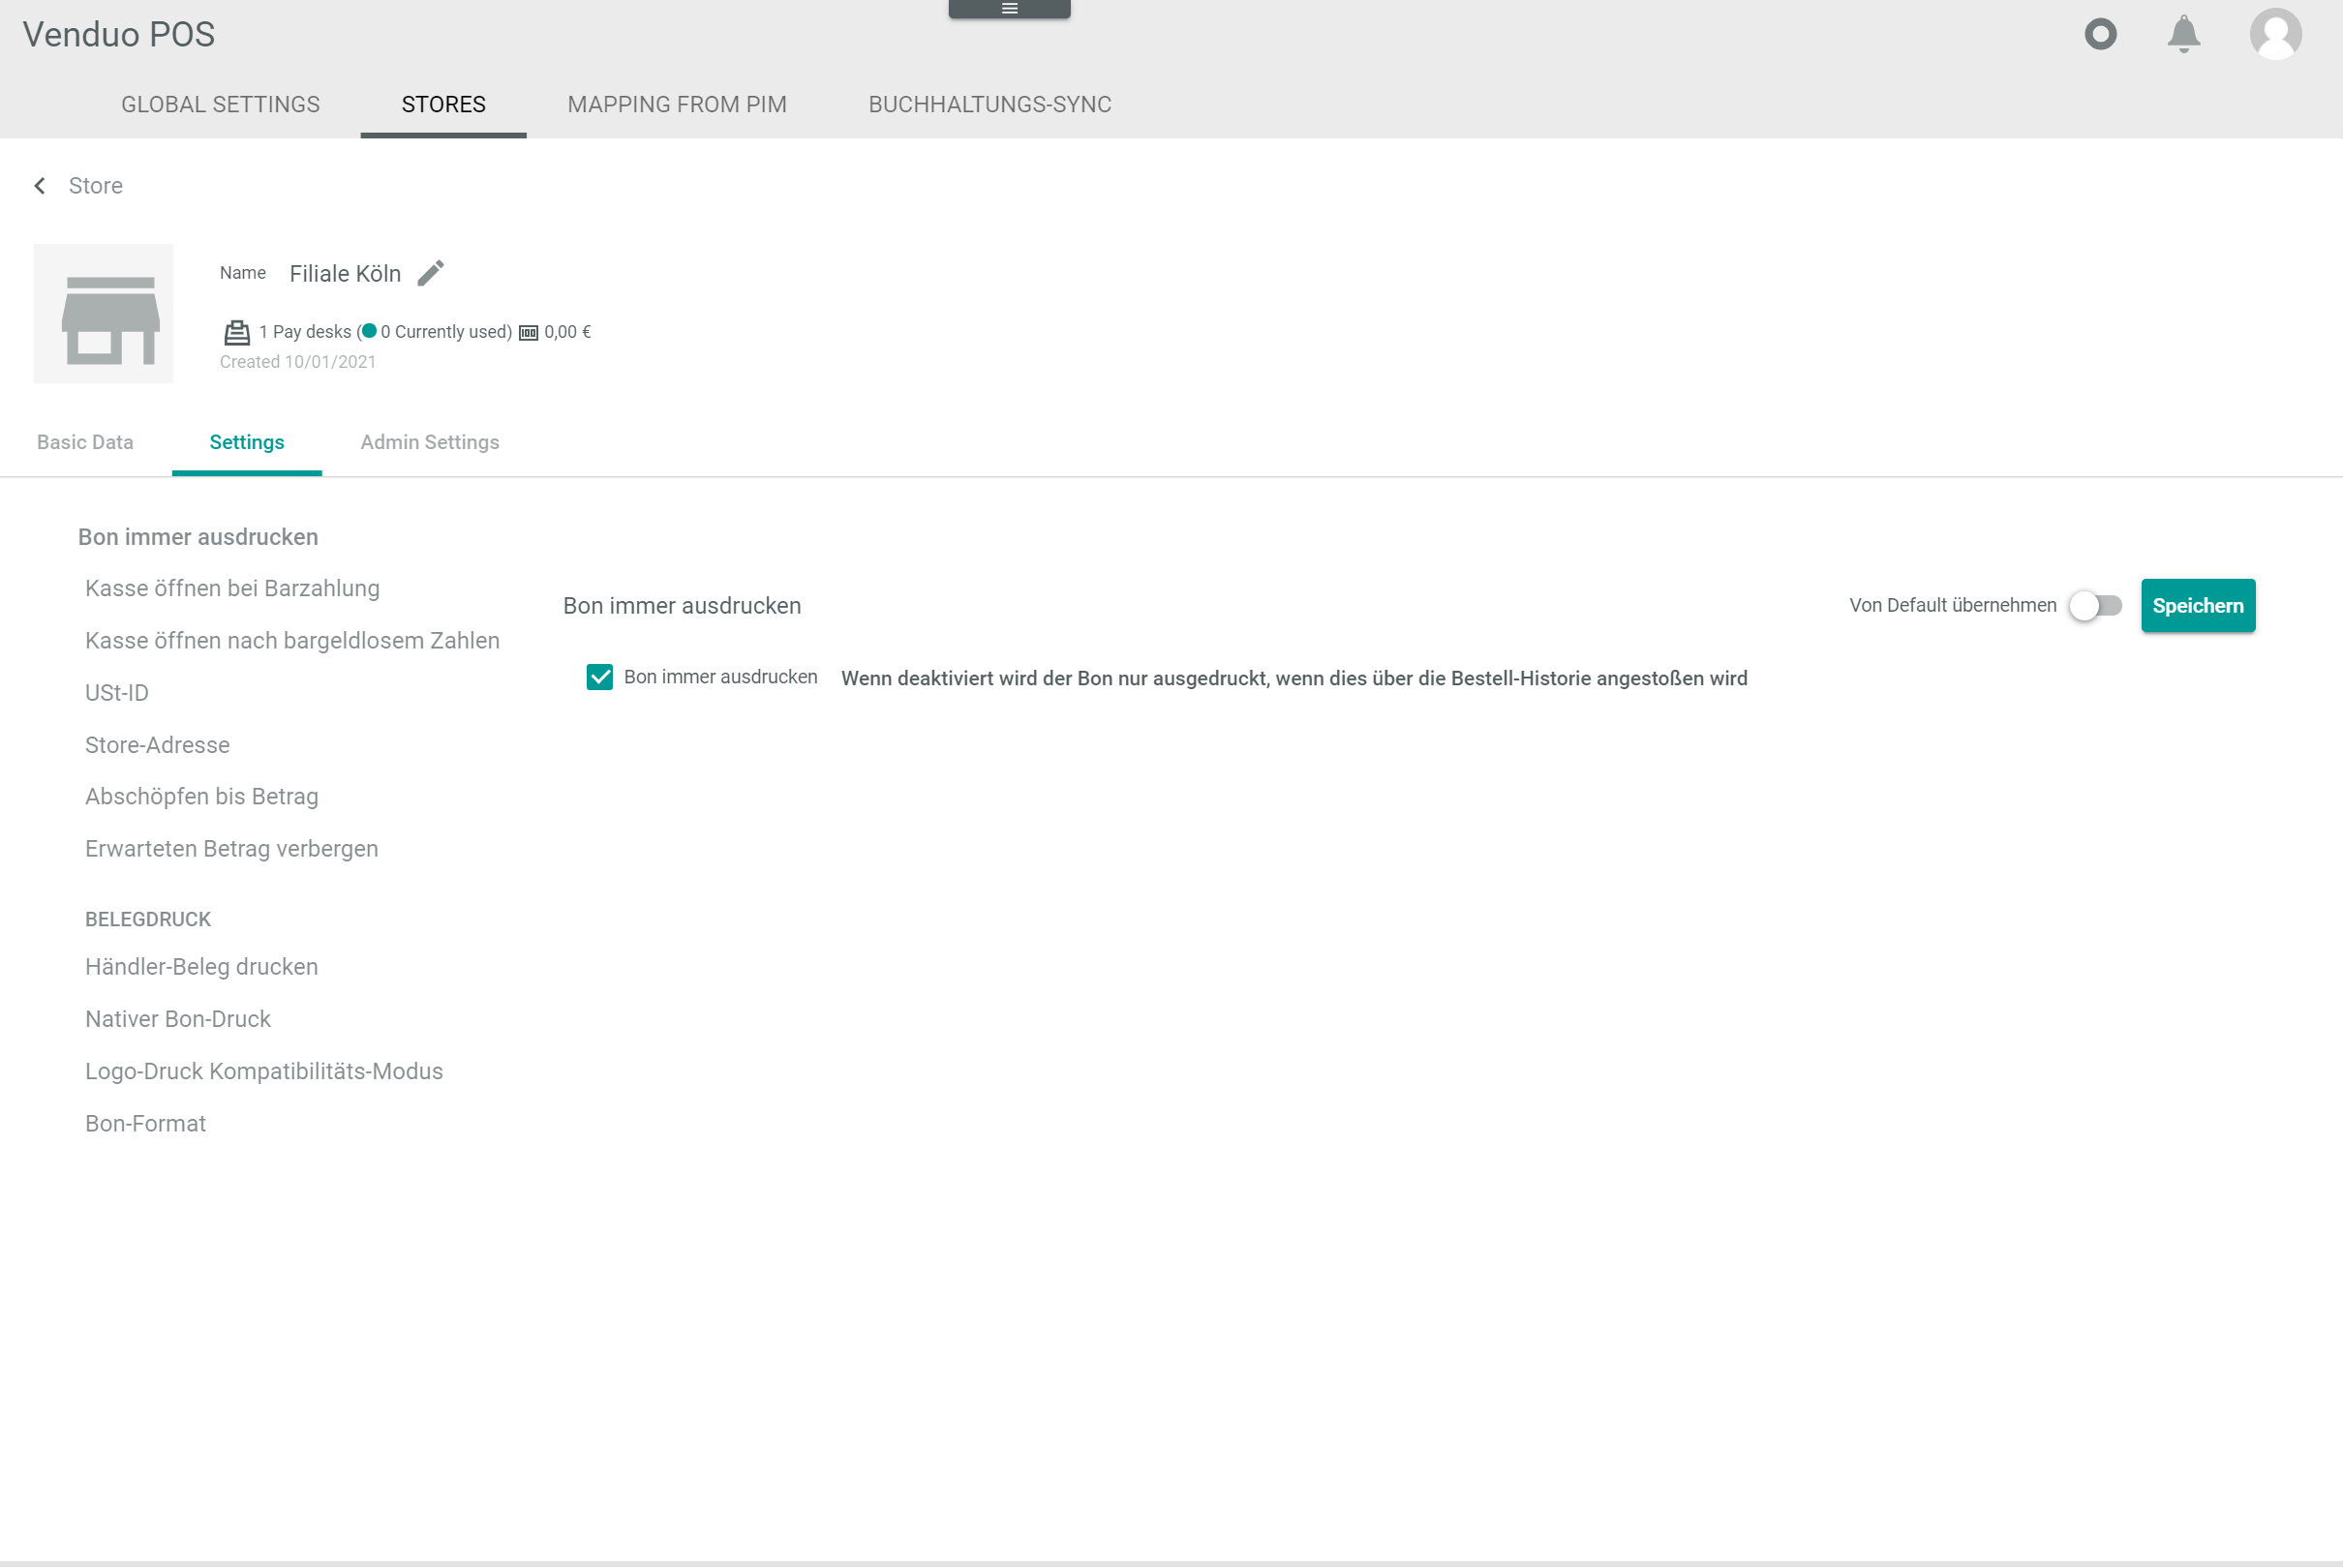 Venduo POS
GLOBAL SETTINGS STORES MAPPING FROM PIM BUCHHALTUNGS-SYNC
Store
Name Filiale Köln
1 Pay desks (0 Currently used) 0,00 €
Created 10/01/2021
Basic Data Settings Admin Settings
Bon immer ausdrucken
Kasse öffnen bei Barzahlung
Kasse öffnen nach bargeldlosem Zahlen
USt-ID
Store-Adresse
Abschöpfen bis Betrag
Erwarteten Betrag verbergen
BELEGDRUCK
Händler-Beleg drucken
Nativer Bon-Druck
Logo-Druck Kompatibilitäts-Modus
Bon-Format
Bon immer ausdrucken Von Default übernehmen Speichern
Bon immer ausdrucken Wenn deaktiviert wird der Bon nur ausgedruckt, wenn dies über die Bestell-Historie angestoßen wird